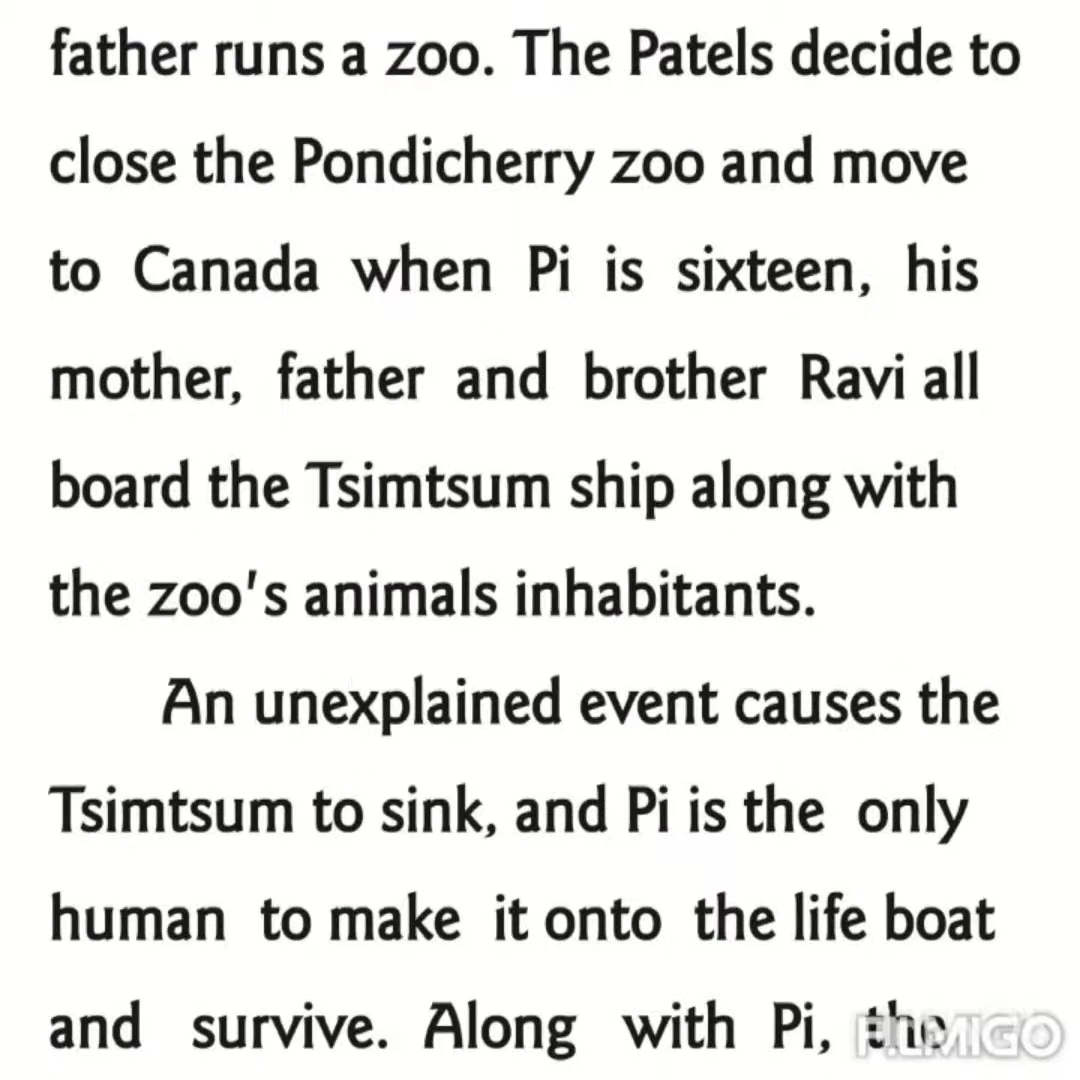 father runs a zoo. The Patels decide to
close the Pondicherry zoo and move
to Canada when Pi is sixteen, his
mother, father and brother Ravi all
board the Tsimtsum ship along with
the zoo's animals inhabitants.
An unexplained event causes the
Tsimtsum to sink, and Pi is the only
human to make it onto the life boat
and survive. Along with Pi, the
FILMIGO